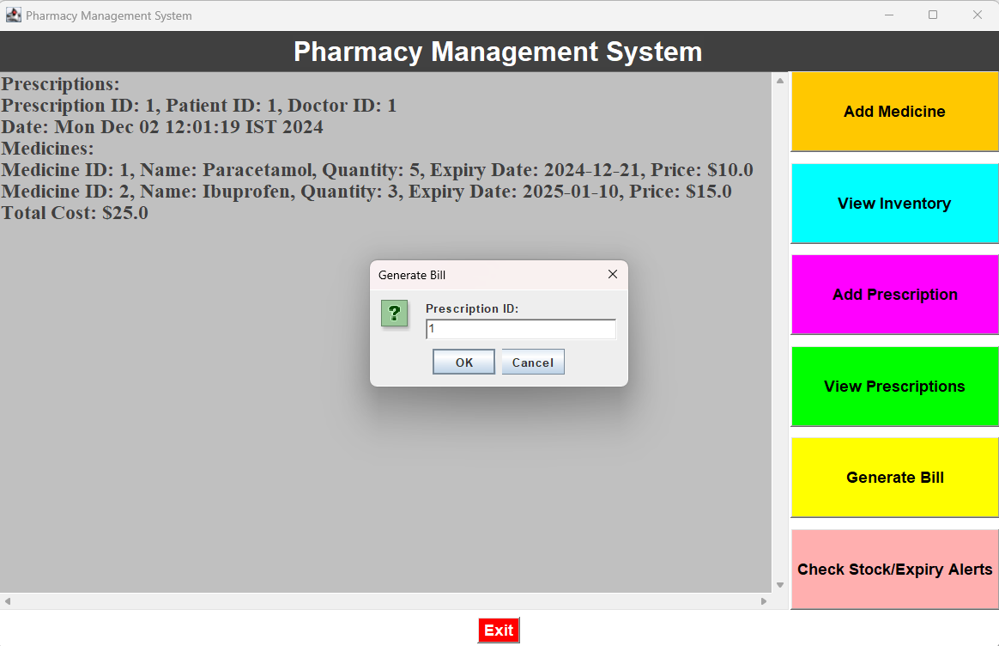 Pharmacy Management System
Pharmacy Management System
Prescriptions:
Prescription ID: 1, Patient ID: 1, Doctor ID: 1
Date: Mon Dec 02 12:01:19 IST 2024
Medicines:
Medicine ID: 1, Name: Paracetamol, Quantity: 5, Expiry Date: 2024-12-21, Price: $10.0
Medicine ID: 2, Name: Ibuprofen, Quantity: 3, Expiry Date: 2025-01-10, Price: $15.0
Total Cost: $25.0
Generate Bill
?
Prescription ID:
1
OK
Cancel
Add Medicine
View Inventory
Add Prescription
View Prescriptions
Generate Bill
Check Stock/Expiry Alerts
Exit